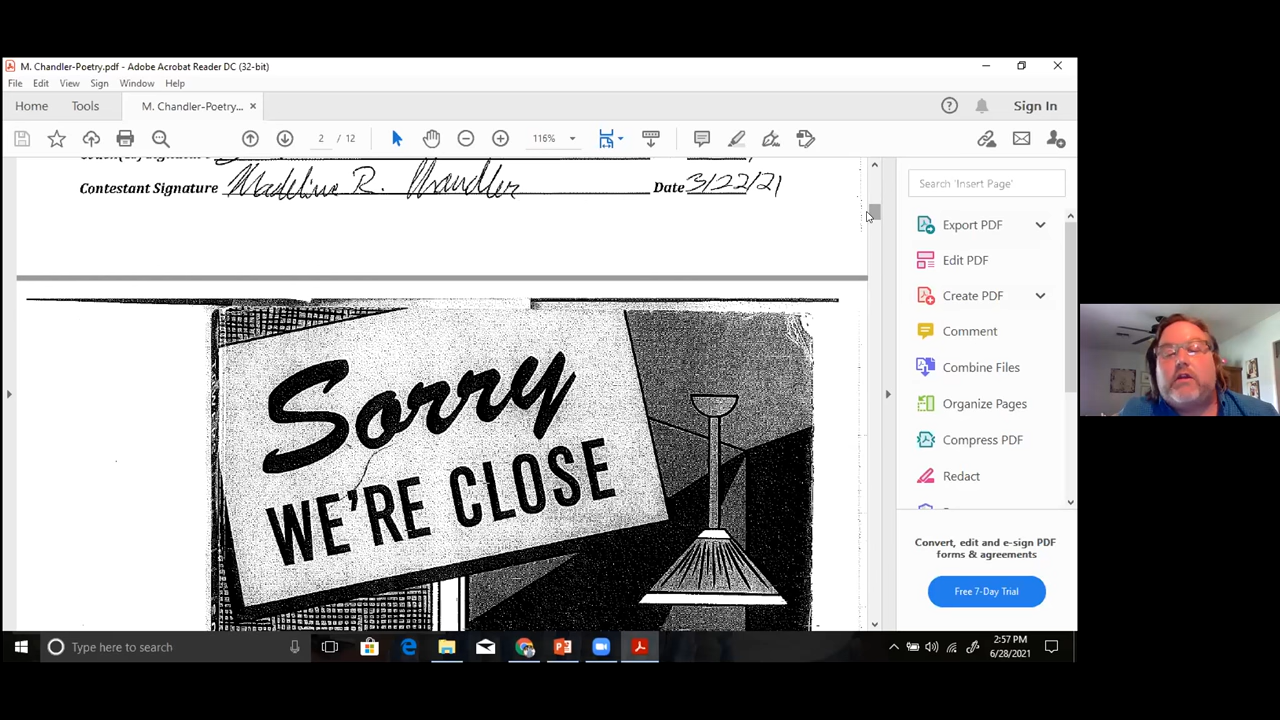 M. Chandler-Poetry.pdf - Adobe Acrobat Reader DC (32-bit)
File Edit View Sign Window Help
Home Tools M. Chandler-Poetry... × Sign In
2 / 12 116%
Contestant Signature Madeline R. Chandler Date 3/22/21
Sorry
WE'RE CLOSE
Search 'Insert Page'
Export PDF
Edit PDF
Create PDF
Comment
Combine Files
Organize Pages
Compress PDF
Redact
Convert, edit and e-sign PDF
forms & agreements
Free 7-Day Trial
Type here to search
2:57 PM
6/28/2021